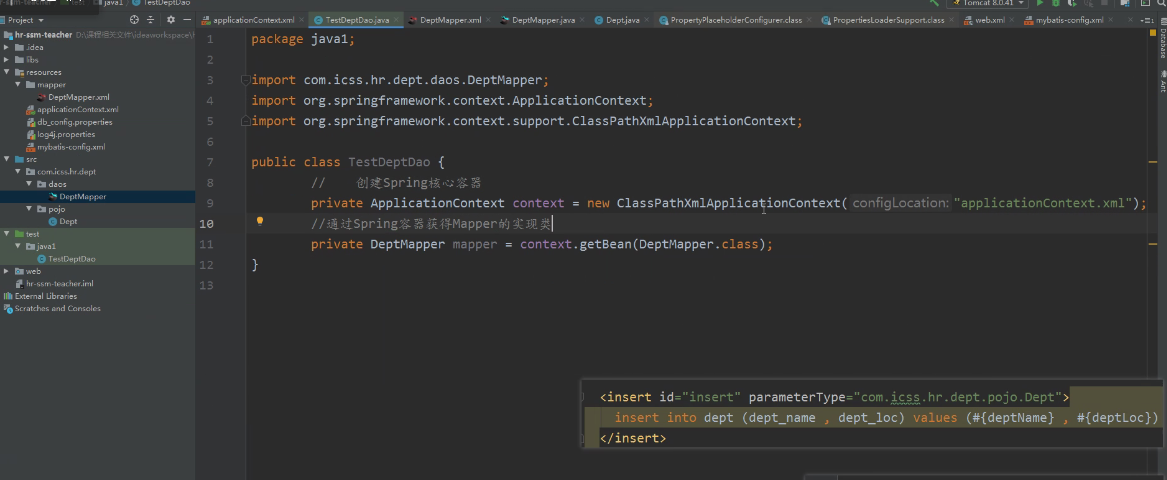 java1 TestDeptDao Tomcat 8.0.41
Project applicationContext.xml TestDeptDao.java DeptMapper.xml DeptMapper.java Dept.java PropertyPlaceholderConfigurer.class PropertiesLoaderSupport.class web.xml mybatis-config.xml
hr-ssm-teacher D:\课程相关文件\ideaworkspace\h
.idea
libs
resources
mapper
DeptMapper.xml
applicationContext.xml
db_config.properties
log4j.properties
mybatis-config.xml
src
com.icss.hr.dept
daos
DeptMapper
pojo
Dept
test
java1
TestDeptDao
web
hr-ssm-teacher.iml
External Libraries
Scratches and Consoles
1 package java1;
2
3 import com.icss.hr.dept.daos.DeptMapper;
4 import org.springframework.context.ApplicationContext;
5 import org.springframework.context.support.ClassPathXmlApplicationContext;
6
7 public class TestDeptDao {
8 // 创建Spring核心容器
9 private ApplicationContext context = new ClassPathXmlApplicationContext( configLocation: "applicationContext.xml");
10 //通过Spring容器获得Mapper的实现类
11 private DeptMapper mapper = context.getBean(DeptMapper.class);
12 }
13
<insert id="insert" parameterType="com.icss.hr.dept.pojo.Dept">
insert into dept (dept_name , dept_loc) values (#{deptName} , #{deptLoc})
</insert>
Database
Ant